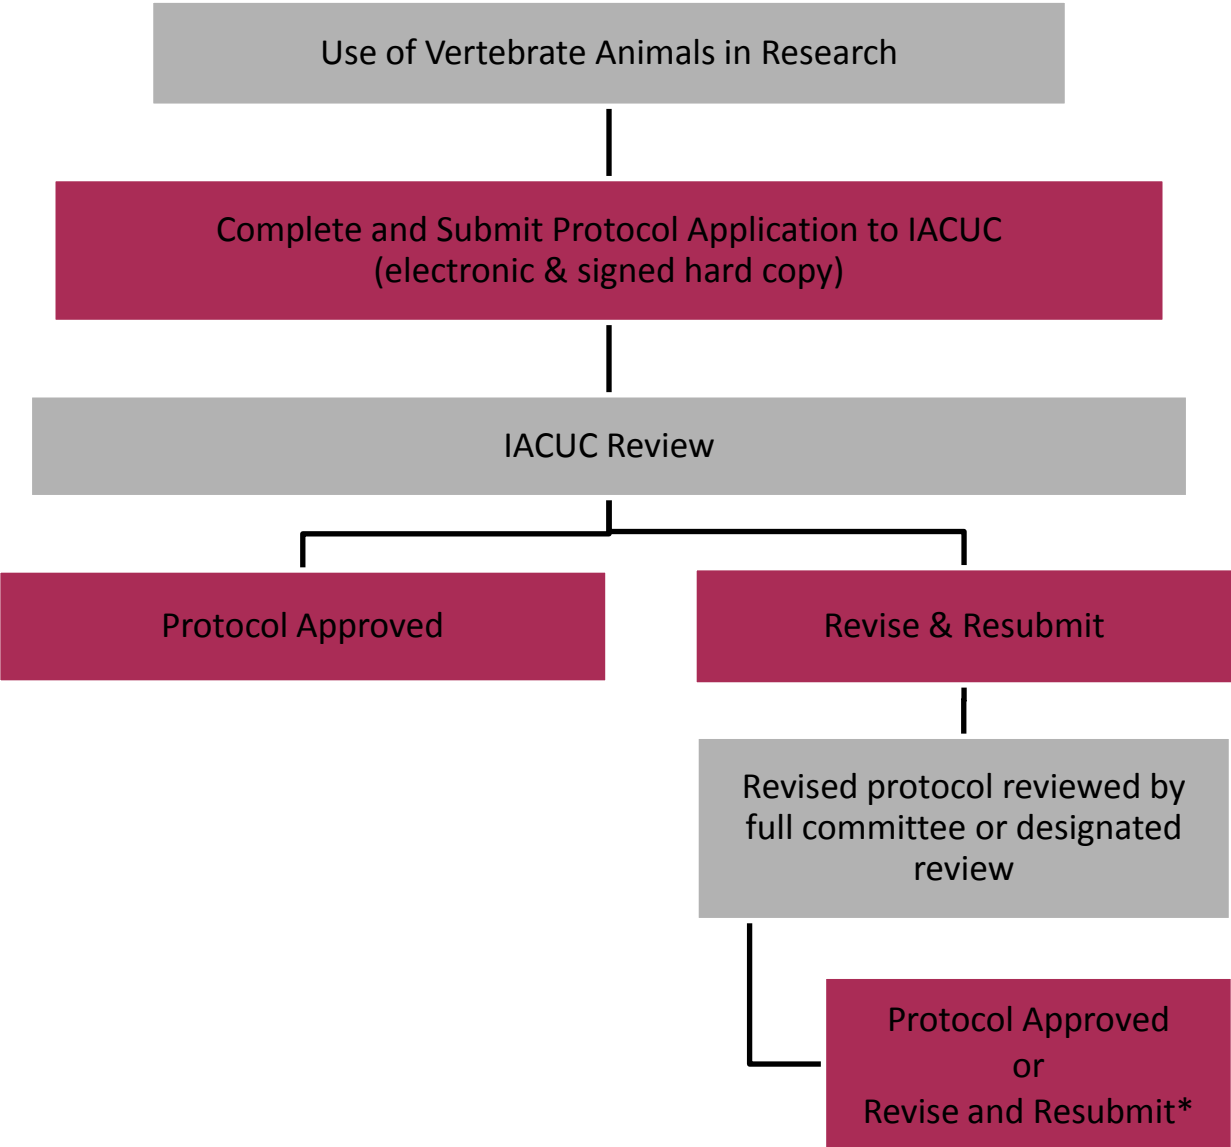 Use of Vertebrate Animals in Research
Complete and Submit Protocol Application to IACUC
(electronic & signed hard copy)
IACUC Review
Protocol Approved
Revise & Resubmit
Revised protocol reviewed by
full committee or designated
review
Protocol Approved
or
Revise and Resubmit*